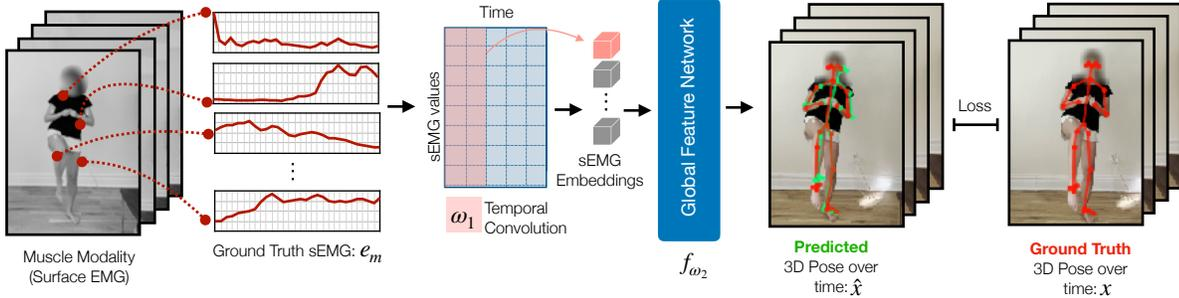 Muscle Modality
(Surface EMG)
⋮
Ground Truth sEMG: e_m
Time
sEMG values
ω₁ Temporal
Convolution
⋮
sEMG
Embeddings
Global Feature Network
f_ω₂
Predicted
3D Pose over
time: x̂
Loss
Ground Truth
3D Pose over
time: x